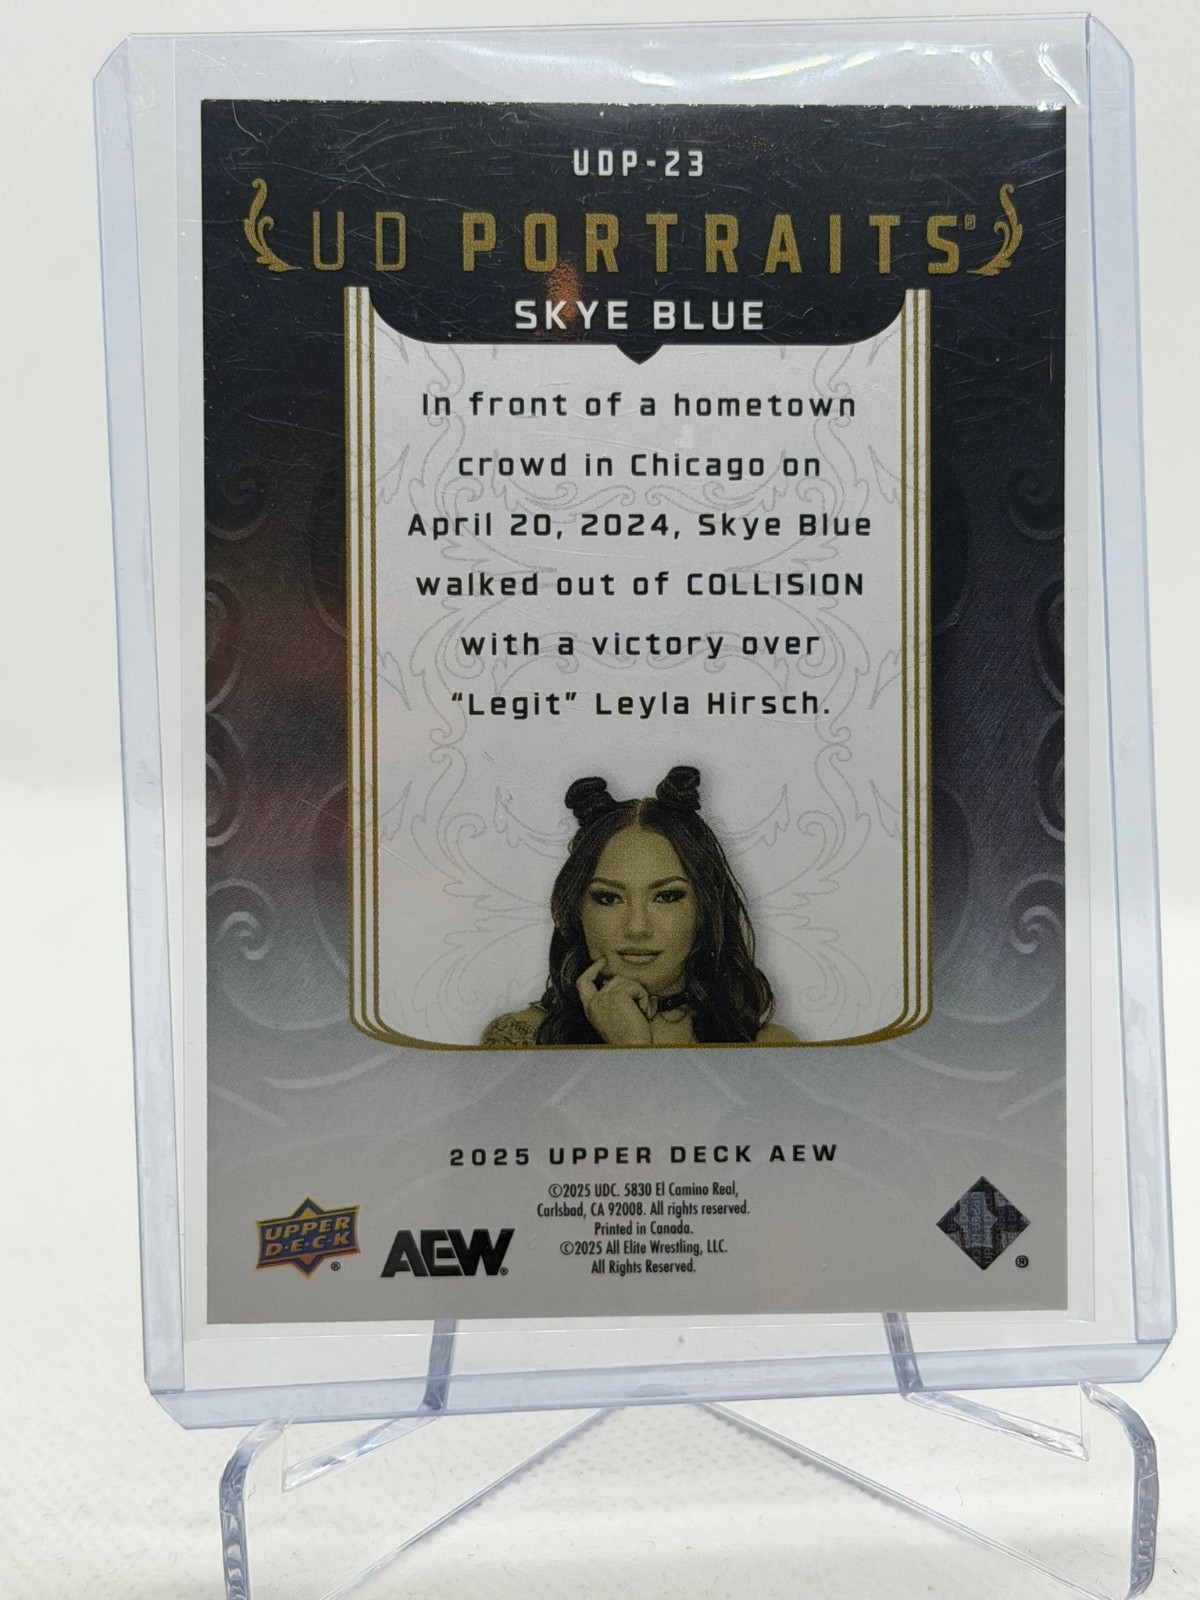 UDP-23
UD PORTRAITS®
SKYE BLUE
In front of a hometown
crowd in Chicago on
April 20, 2024, Skye Blue
walked out of COLLISION
with a victory over
“Legit” Leyla Hirsch.
2025 UPPER DECK AEW
©2025 UDC. 5830 El Camino Real,
Carlsbad, CA 92008. All rights reserved.
Printed in Canada.
©2025 All Elite Wrestling, LLC.
All Rights Reserved.
UPPER
D·E·C·K ®
AEW®
®